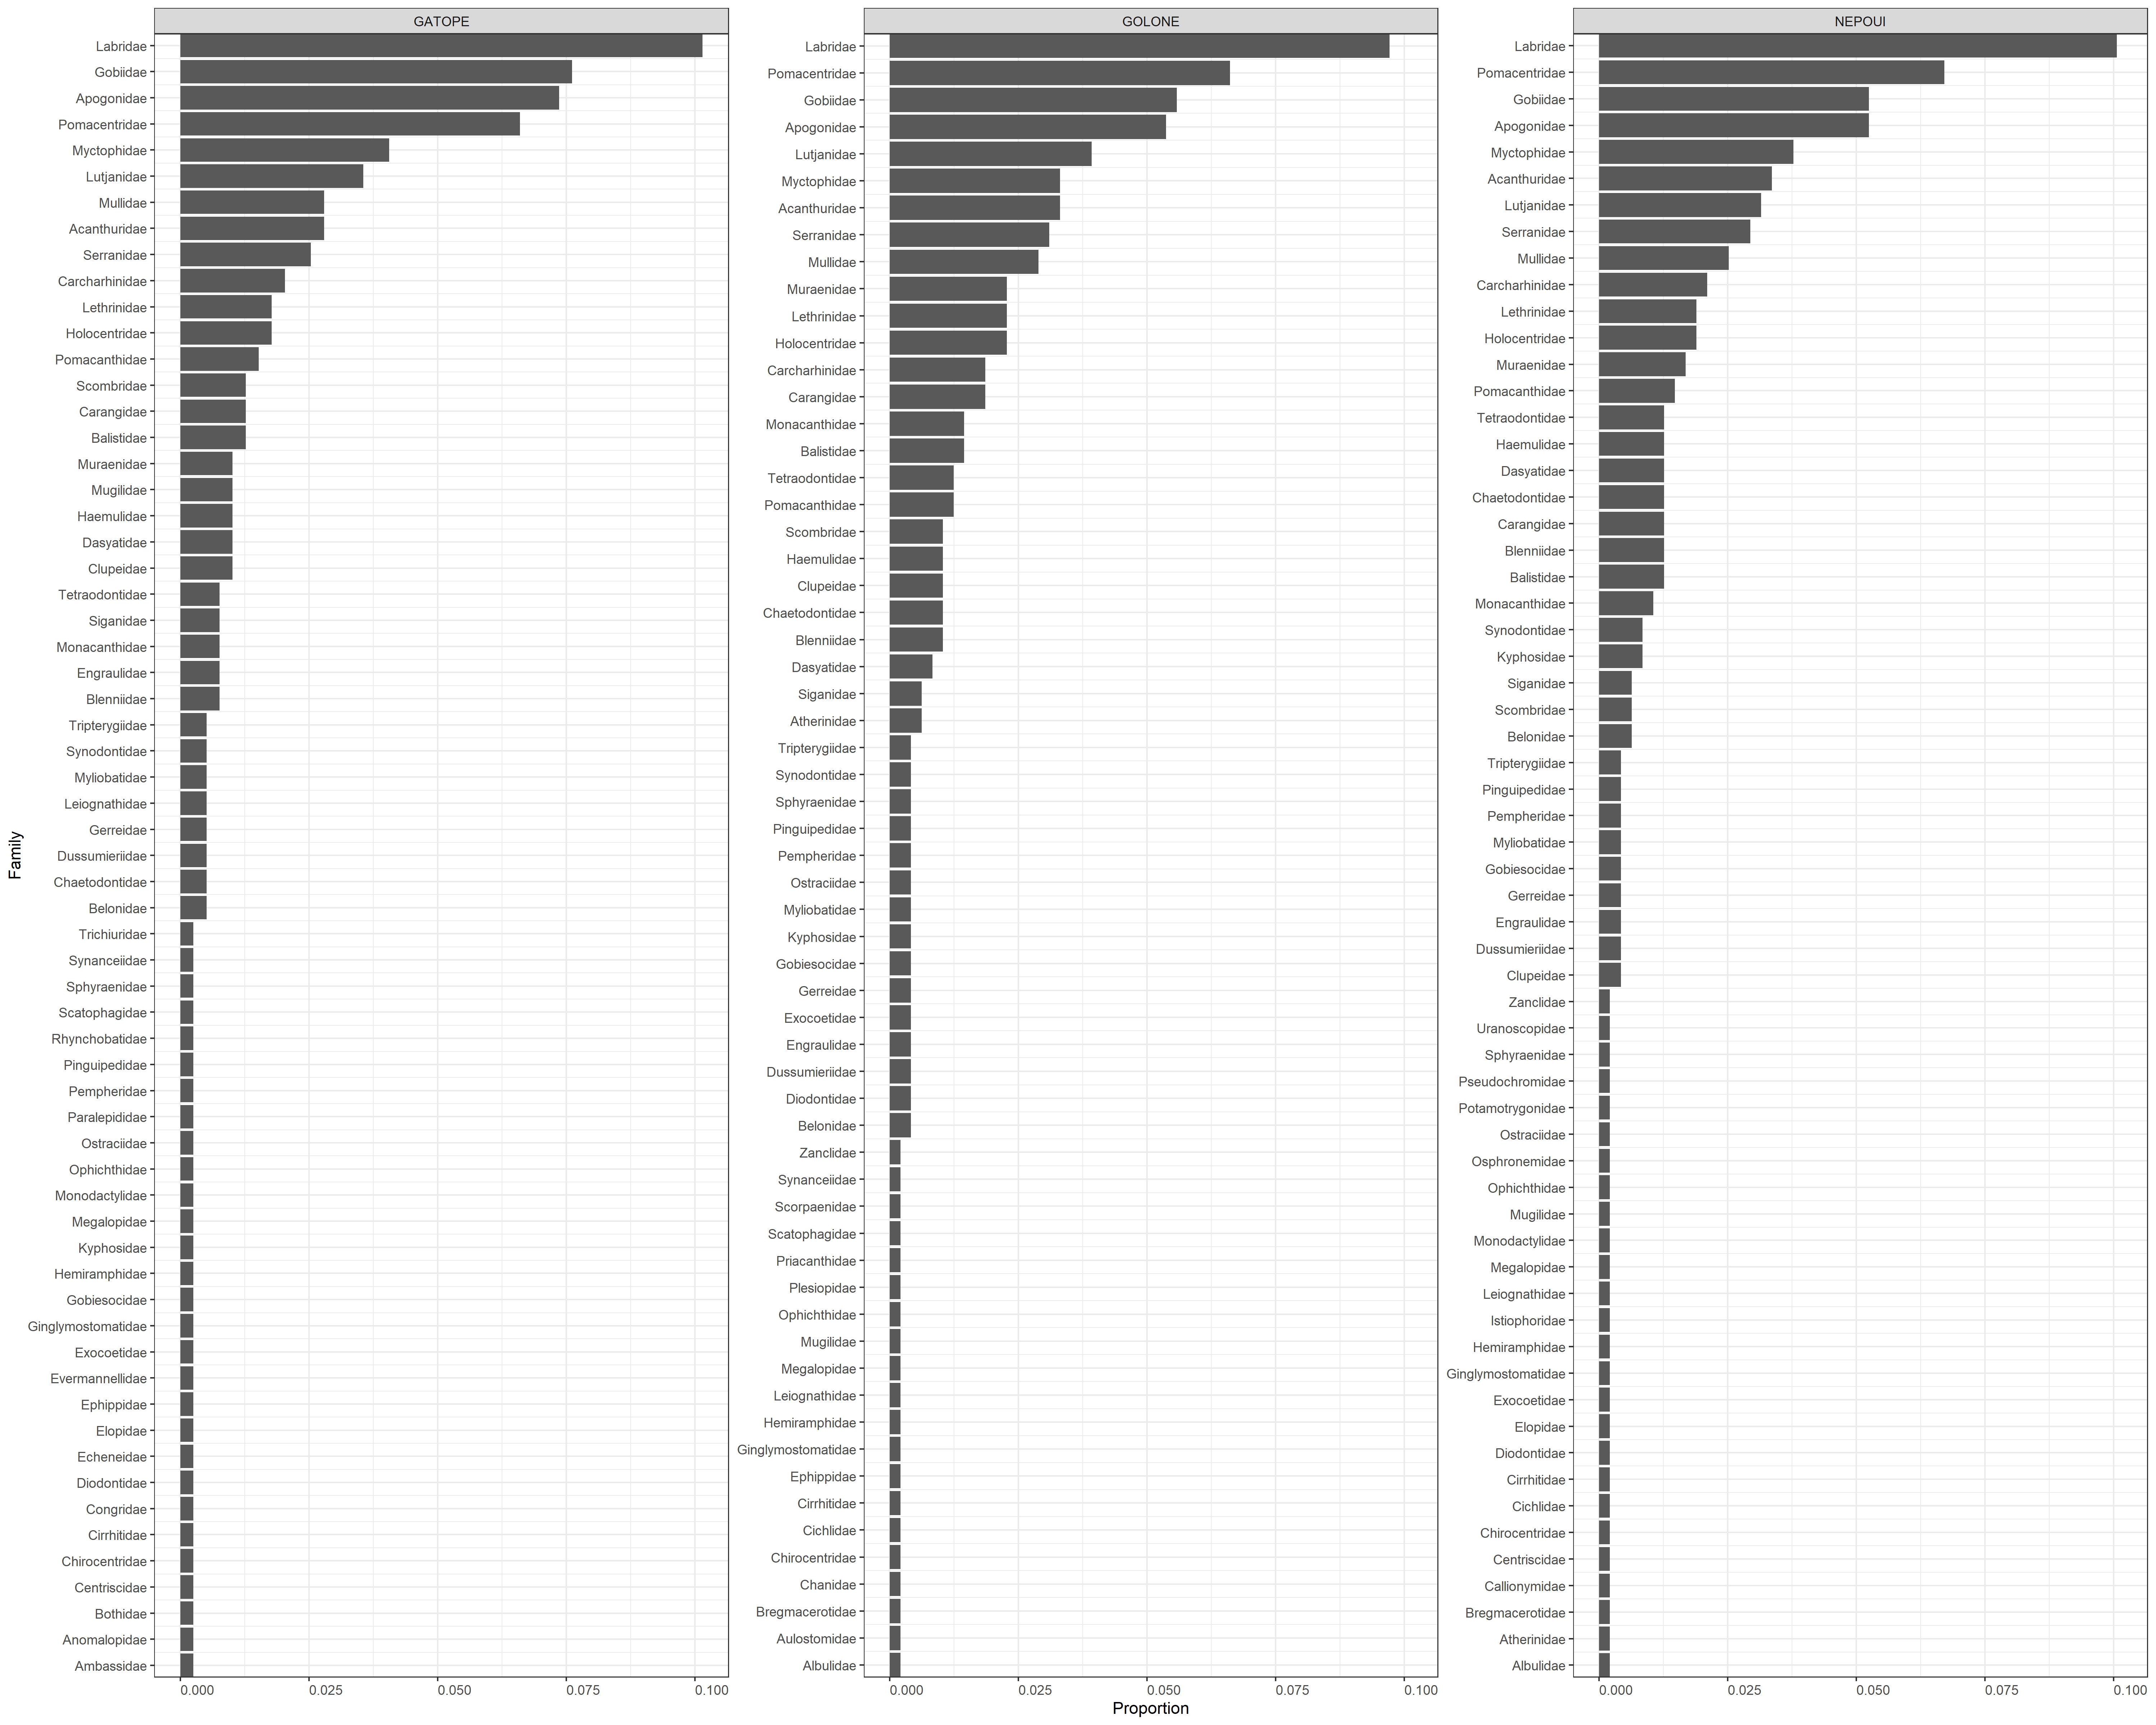 GATOPE
GOLONE
NEPOUI
Family
Labridae
Gobiidae
Apogonidae
Pomacentridae
Myctophidae
Lutjanidae
Mullidae
Acanthuridae
Serranidae
Carcharhinidae
Lethrinidae
Holocentridae
Pomacanthidae
Scombridae
Carangidae
Balistidae
Muraenidae
Mugilidae
Haemulidae
Dasyatidae
Clupeidae
Tetraodontidae
Siganidae
Monacanthidae
Engraulidae
Blenniidae
Tripterygiidae
Synodontidae
Myliobatidae
Leiognathidae
Gerreidae
Dussumieriidae
Chaetodontidae
Belonidae
Trichiuridae
Synanceiidae
Sphyraenidae
Scatophagidae
Rhynchobatidae
Pinguipedidae
Pempheridae
Paralepididae
Ostraciidae
Ophichthidae
Monodactylidae
Megalopidae
Kyphosidae
Hemiramphidae
Gobiesocidae
Ginglymostomatidae
Exocoetidae
Evermannellidae
Ephippidae
Elopidae
Echeneidae
Diodontidae
Congridae
Cirrhitidae
Chirocentridae
Centriscidae
Bothidae
Anomalopidae
Ambassidae
0.000 0.025 0.050 0.075 0.100
Labridae
Pomacentridae
Gobiidae
Apogonidae
Lutjanidae
Myctophidae
Acanthuridae
Serranidae
Mullidae
Muraenidae
Lethrinidae
Holocentridae
Carcharhinidae
Carangidae
Monacanthidae
Balistidae
Tetraodontidae
Pomacanthidae
Scombridae
Haemulidae
Clupeidae
Chaetodontidae
Blenniidae
Dasyatidae
Siganidae
Atherinidae
Tripterygiidae
Synodontidae
Sphyraenidae
Pinguipedidae
Pempheridae
Ostraciidae
Myliobatidae
Kyphosidae
Gobiesocidae
Gerreidae
Exocoetidae
Engraulidae
Dussumieriidae
Diodontidae
Belonidae
Zanclidae
Synanceiidae
Scorpaenidae
Scatophagidae
Priacanthidae
Plesiopidae
Ophichthidae
Mugilidae
Megalopidae
Leiognathidae
Hemiramphidae
Ginglymostomatidae
Ephippidae
Cirrhitidae
Cichlidae
Chirocentridae
Chanidae
Bregmacerotidae
Aulostomidae
Albulidae
0.000 0.025 0.050 0.075 0.100
Labridae
Pomacentridae
Gobiidae
Apogonidae
Myctophidae
Acanthuridae
Lutjanidae
Serranidae
Mullidae
Carcharhinidae
Lethrinidae
Holocentridae
Muraenidae
Pomacanthidae
Tetraodontidae
Haemulidae
Dasyatidae
Chaetodontidae
Carangidae
Blenniidae
Balistidae
Monacanthidae
Synodontidae
Kyphosidae
Siganidae
Scombridae
Belonidae
Tripterygiidae
Pinguipedidae
Pempheridae
Myliobatidae
Gobiesocidae
Gerreidae
Engraulidae
Dussumieriidae
Clupeidae
Zanclidae
Uranoscopidae
Sphyraenidae
Pseudochromidae
Potamotrygonidae
Ostraciidae
Osphronemidae
Ophichthidae
Mugilidae
Monodactylidae
Megalopidae
Leiognathidae
Istiophoridae
Hemiramphidae
Ginglymostomatidae
Exocoetidae
Elopidae
Diodontidae
Cirrhitidae
Cichlidae
Chirocentridae
Centriscidae
Callionymidae
Bregmacerotidae
Atherinidae
Albulidae
0.000 0.025 0.050 0.075 0.100
Proportion